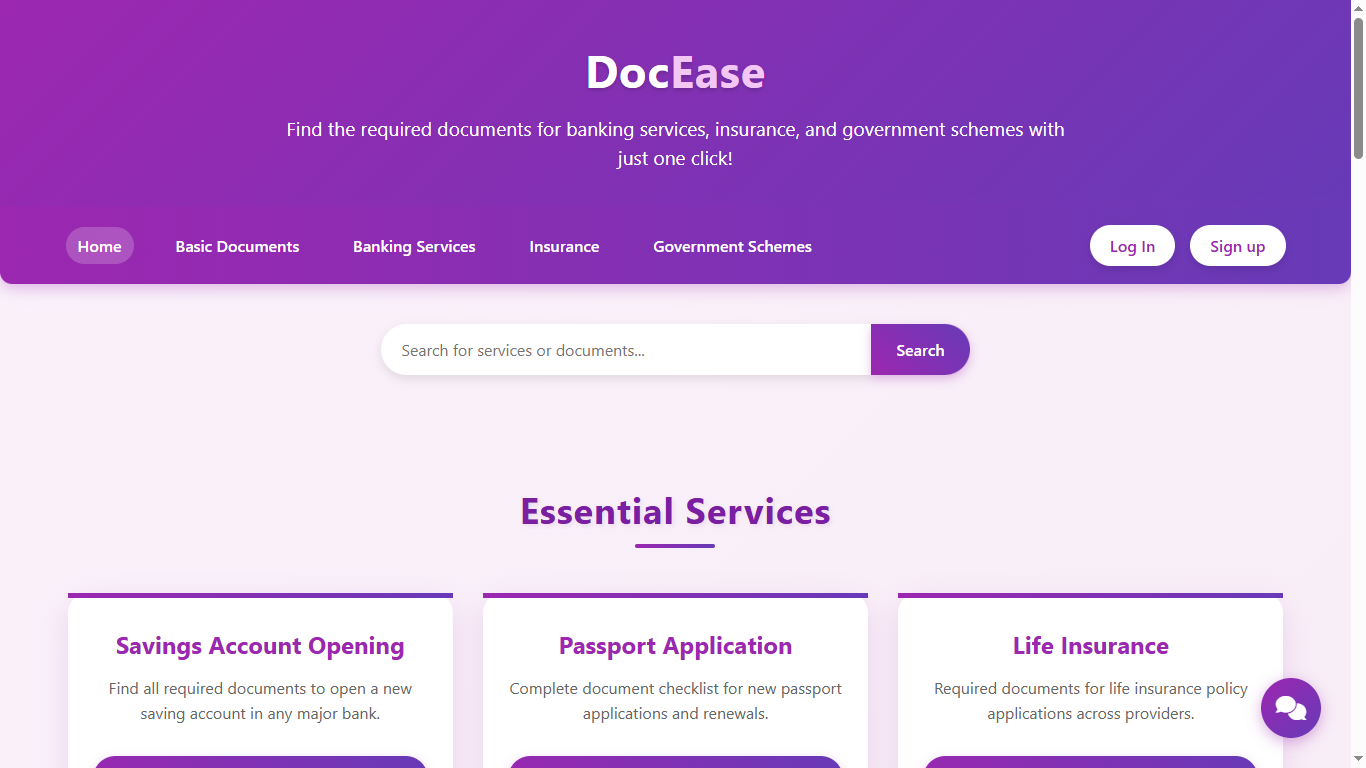 DocEase
Find the required documents for banking services, insurance, and government schemes with
just one click!
Home
Basic Documents
Banking Services
Insurance
Government Schemes
Log In
Sign up
Search for services or documents...
Search
Essential Services
Savings Account Opening
Find all required documents to open a new
saving account in any major bank.
Passport Application
Complete document checklist for new passport
applications and renewals.
Life Insurance
Required documents for life insurance policy
applications across providers.